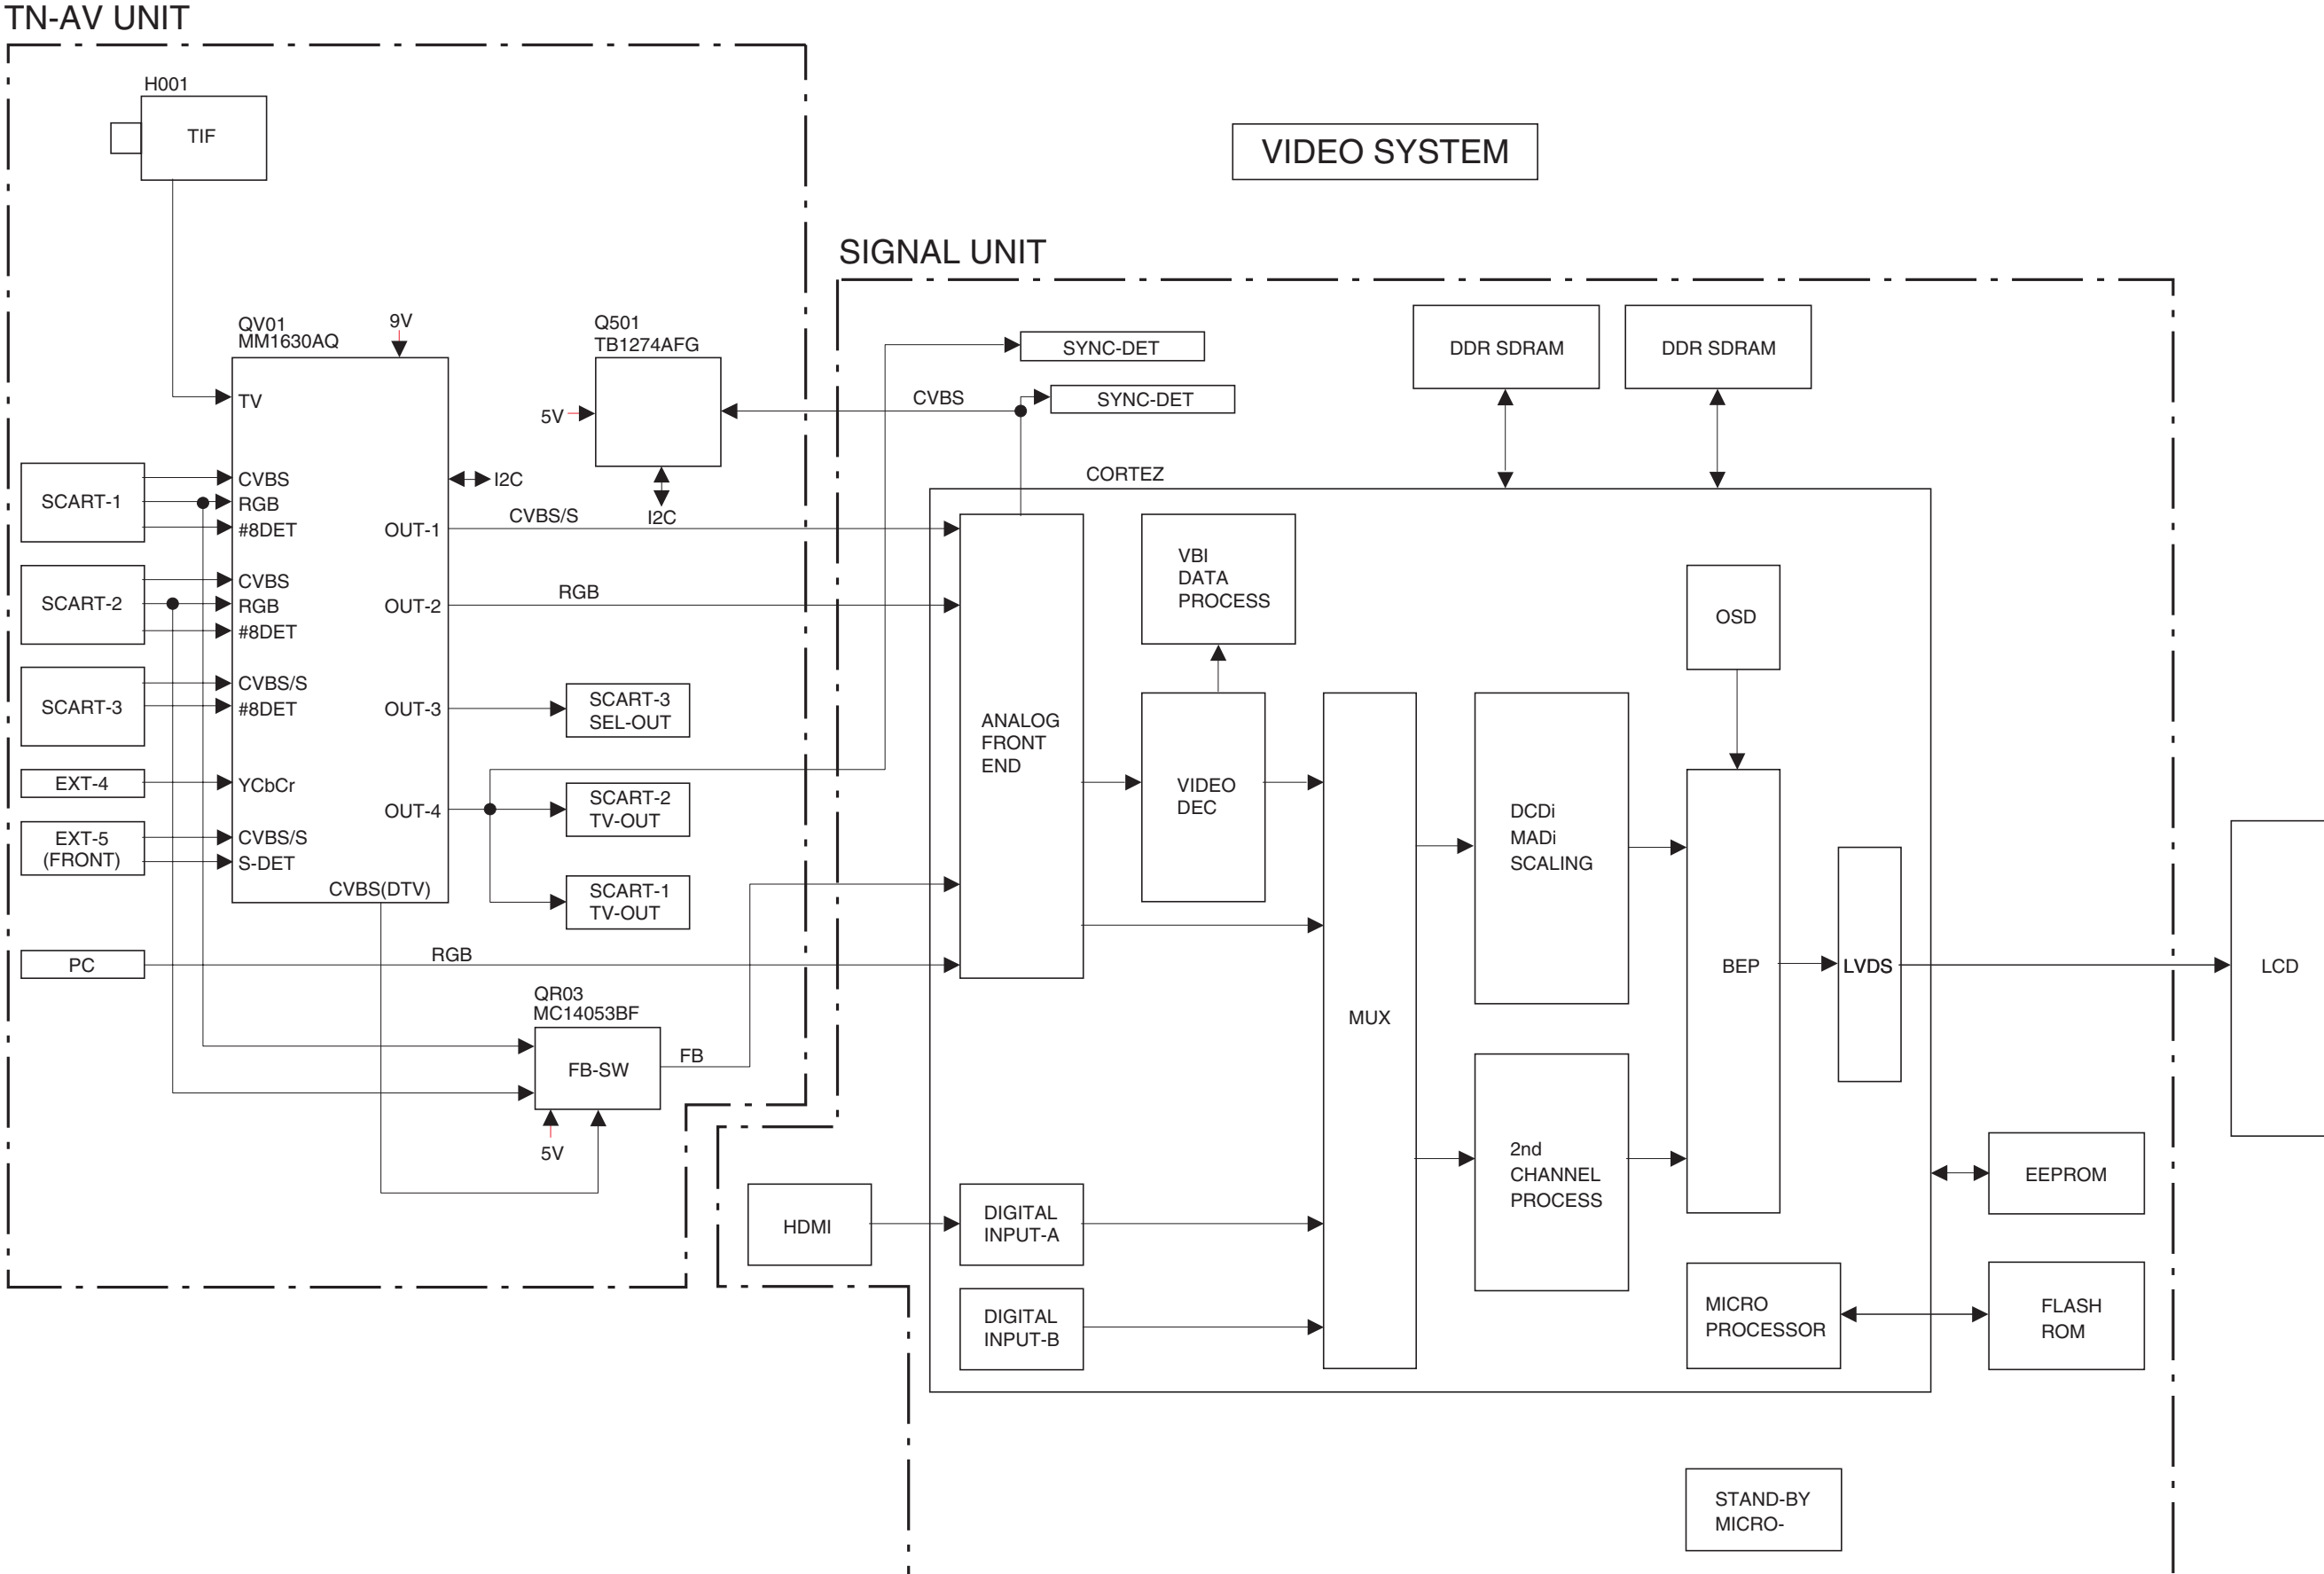 TN-AV UNIT
H001
TIF
VIDEO SYSTEM
SIGNAL UNIT
QV01
MM1630AQ
9V
TV
CVBS
RGB
#8DET
CVBS
RGB
#8DET
CVBS/S
#8DET
YCbCr
CVBS/S
S-DET
CVBS(DTV)
OUT-1
OUT-2
OUT-3
OUT-4
I2C
SCART-1
SCART-2
SCART-3
EXT-4
EXT-5
(FRONT)
PC
Q501
TB1274AFG
5V
I2C
CVBS
CVBS/S
RGB
SCART-3
SEL-OUT
SCART-2
TV-OUT
SCART-1
TV-OUT
RGB
QR03
MC14053BF
FB-SW
FB
5V
SYNC-DET
SYNC-DET
DDR SDRAM
DDR SDRAM
CORTEZ
ANALOG
FRONT
END
VBI
DATA
PROCESS
VIDEO
DEC
MUX
DCDi
MADi
SCALING
2nd
CHANNEL
PROCESS
OSD
BEP
LVDS
LCD
HDMI
DIGITAL
INPUT-A
DIGITAL
INPUT-B
MICRO
PROCESSOR
EEPROM
FLASH
ROM
STAND-BY
MICRO-